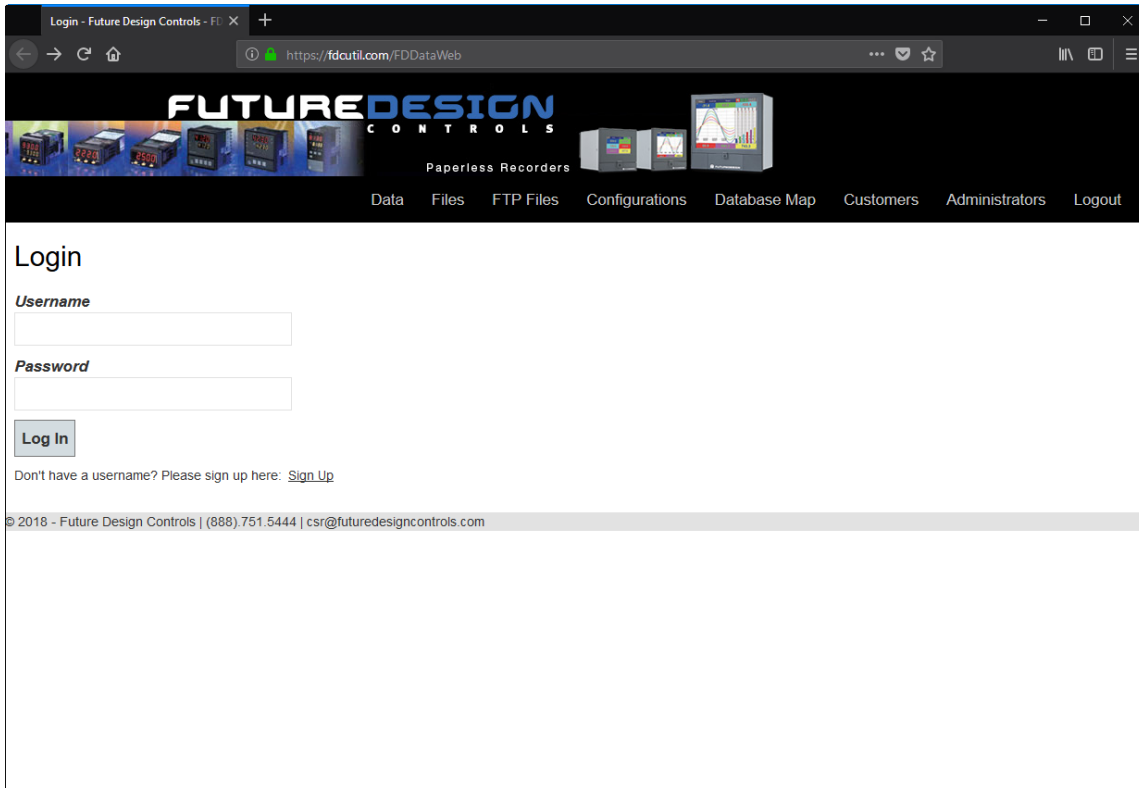 Login - Future Design Controls - FD
https://fdcutil.com/FDDataWeb
FUTUREDESIGN
CONTROLS
Paperless Recorders
Data Files FTP Files Configurations Database Map Customers Administrators Logout
Login
Username
Password
Log In
Don't have a username? Please sign up here: Sign Up
© 2018 - Future Design Controls | (888).751.5444 | csr@futuredesigncontrols.com